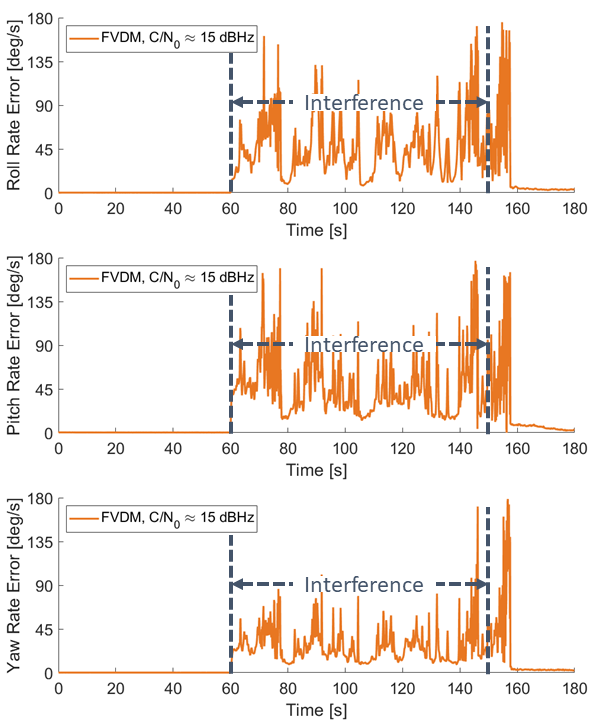 180
135
90
45
0
Roll Rate Error [deg/s]
FVDM, C/N0 ≈ 15 dBHz
Interference
0 20 40 60 80 100 120 140 160 180
Time [s]
180
135
90
45
0
Pitch Rate Error [deg/s]
FVDM, C/N0 ≈ 15 dBHz
Interference
0 20 40 60 80 100 120 140 160 180
Time [s]
180
135
90
45
0
Yaw Rate Error [deg/s]
FVDM, C/N0 ≈ 15 dBHz
Interference
0 20 40 60 80 100 120 140 160 180
Time [s]